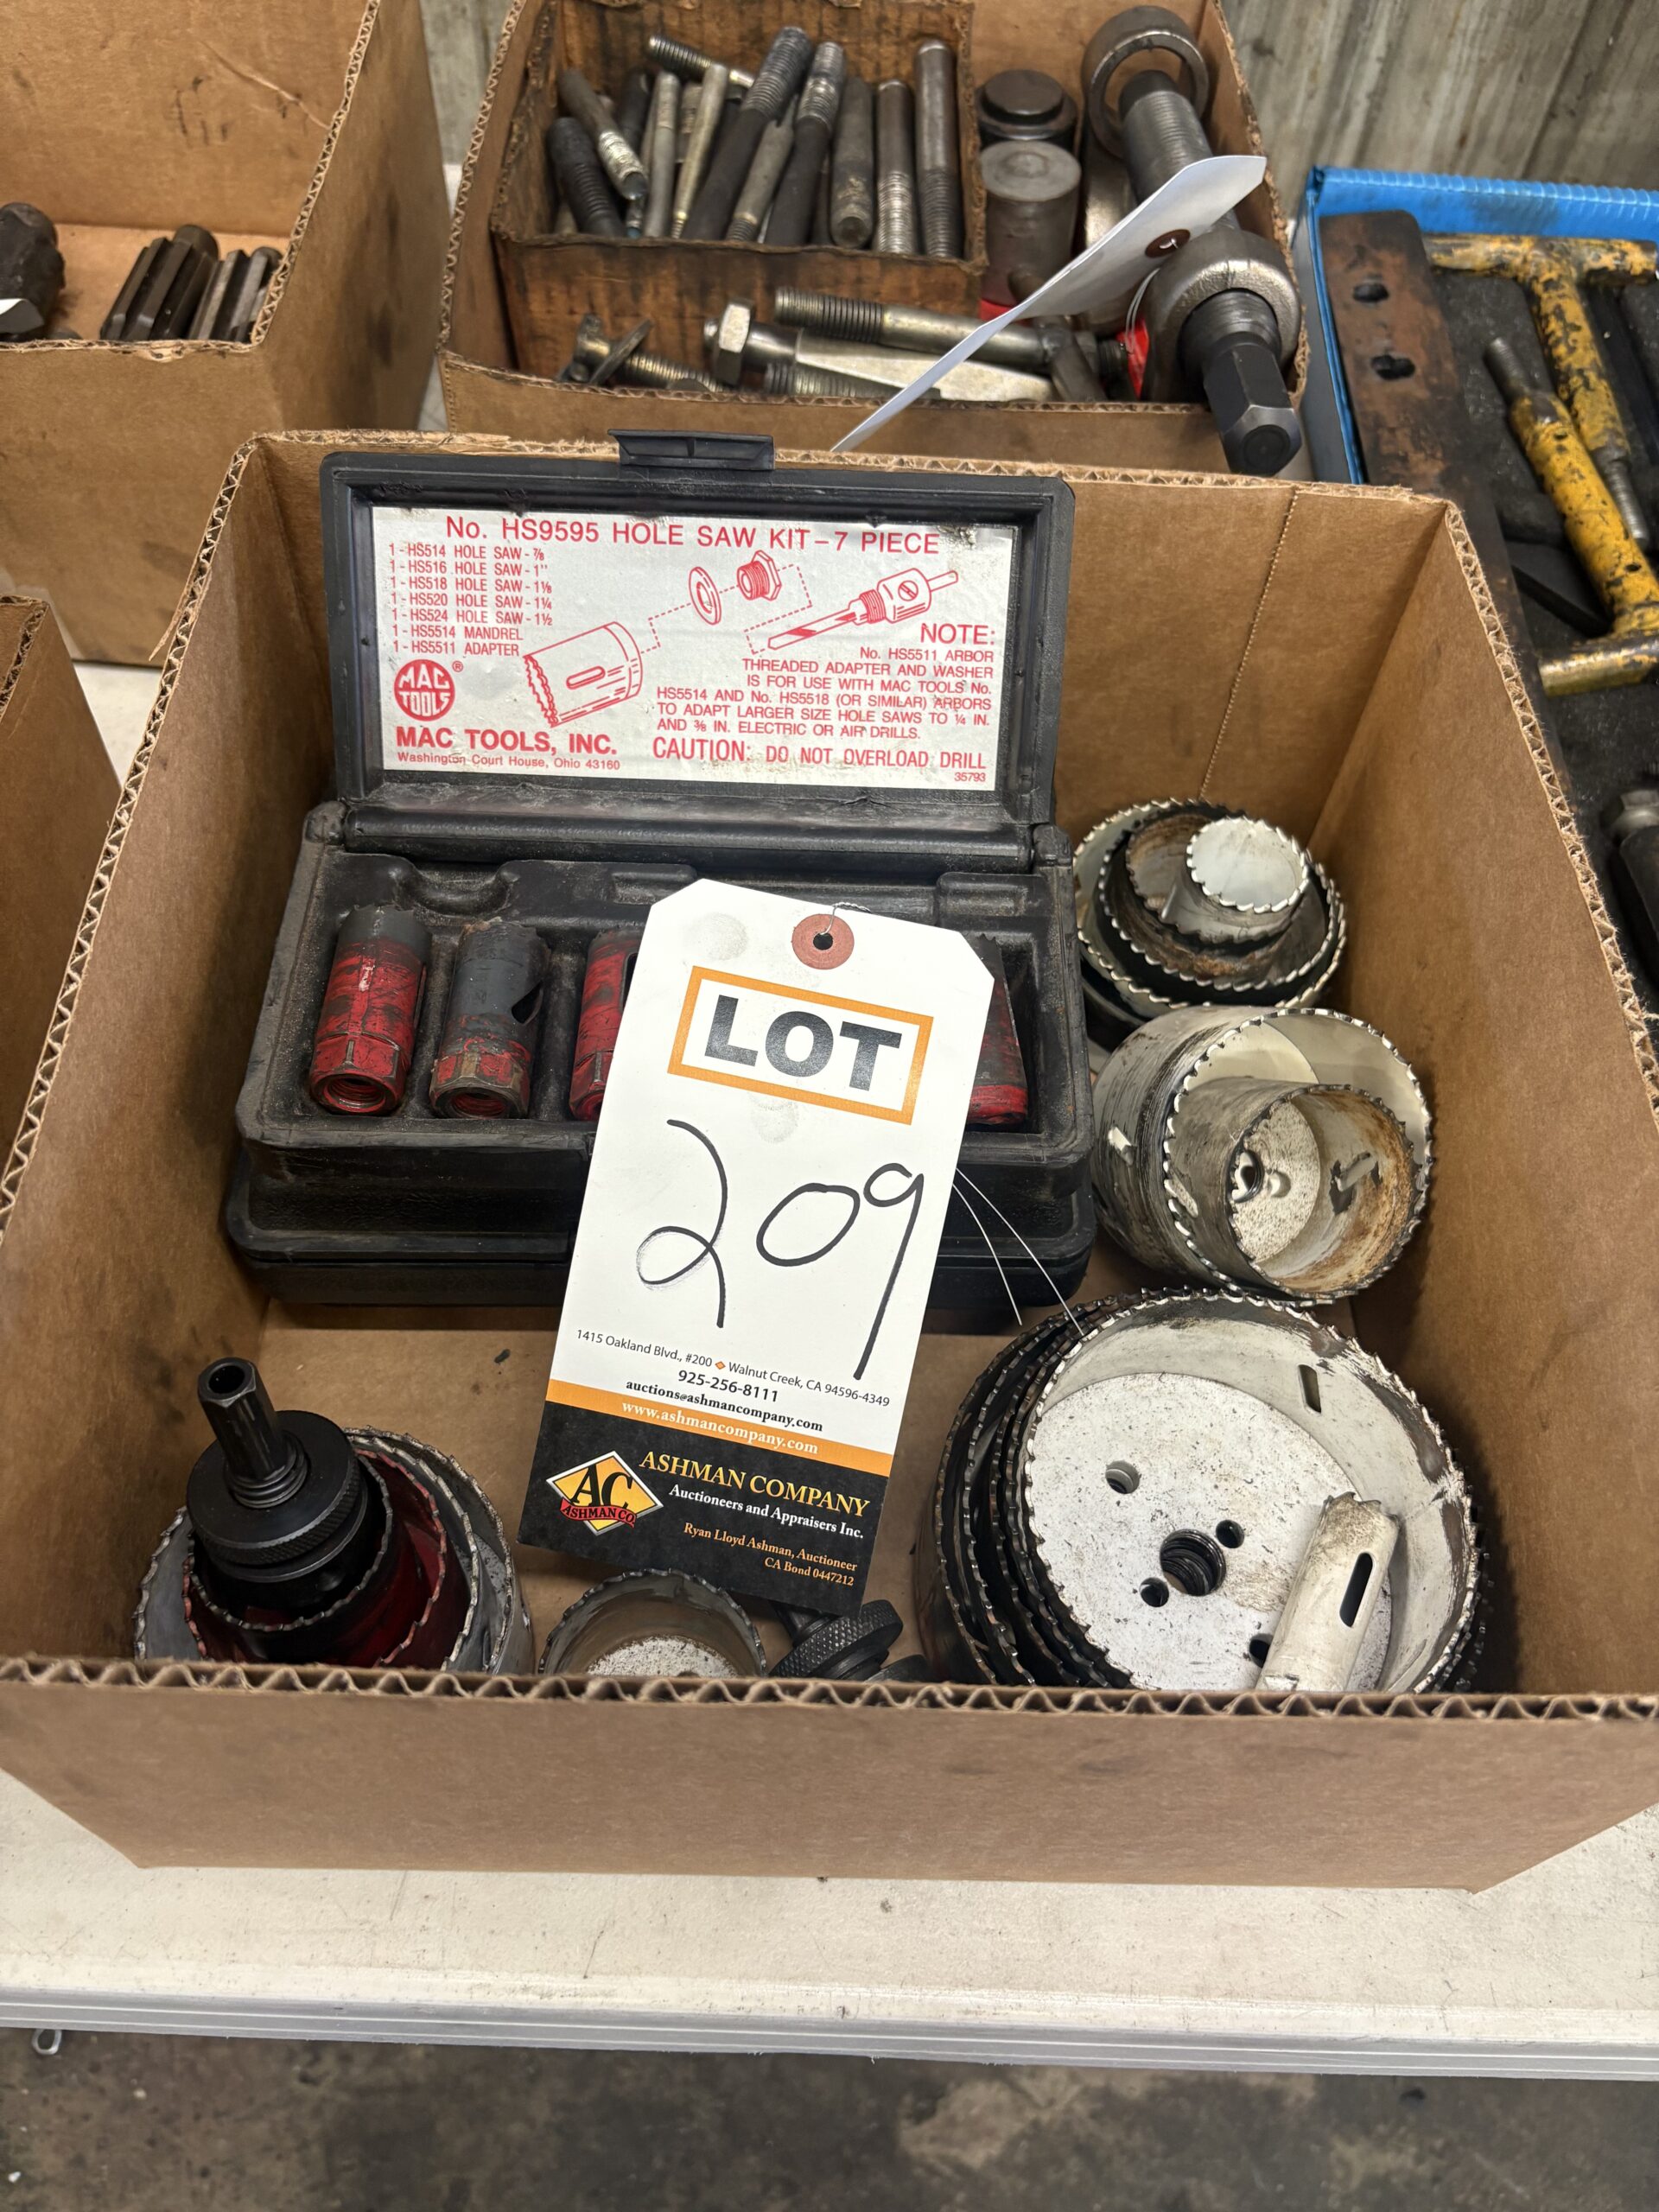 No. HS9595 HOLE SAW KIT–7 PIECE
1-HS514 HOLE SAW-⅞
1-HS516 HOLE SAW-1"
1-HS518 HOLE SAW-1⅛
1-HS520 HOLE SAW-1¼
1-HS524 HOLE SAW-1½
1-HS5514 MANDREL
1-HS5511 ADAPTER
MAC TOOLS ®
MAC TOOLS, INC.
Washington Court House, Ohio 43160
NOTE:
No. HS5511 ARBOR
THREADED ADAPTER AND WASHER
IS FOR USE WITH MAC TOOLS No.
HS5514 AND No. HS5518 (OR SIMILAR) ARBORS
TO ADAPT LARGER SIZE HOLE SAWS TO ¼ IN.
AND ⅜ IN. ELECTRIC OR AIR DRILLS.
CAUTION: DO NOT OVERLOAD DRILL
35793
LOT
209
1415 Oakland Blvd., #200 ◆ Walnut Creek, CA 94596-4349
925-256-8111
auctions@ashmancompany.com
www.ashmancompany.com
AC
ASHMAN CO.
ASHMAN COMPANY
Auctioneers and Appraisers Inc.
Ryan Lloyd Ashman, Auctioneer
CA Bond 0447212